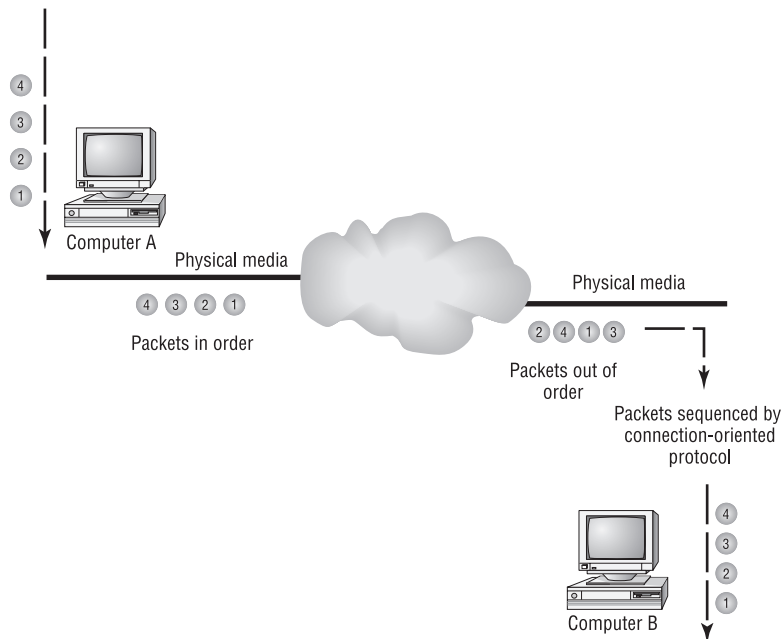 4
3
2
1
Computer A
Physical media
4 3 2 1
Packets in order
Physical media
2 4 1 3
Packets out of
order
Packets sequenced by
connection-oriented
protocol
4
3
2
1
Computer B